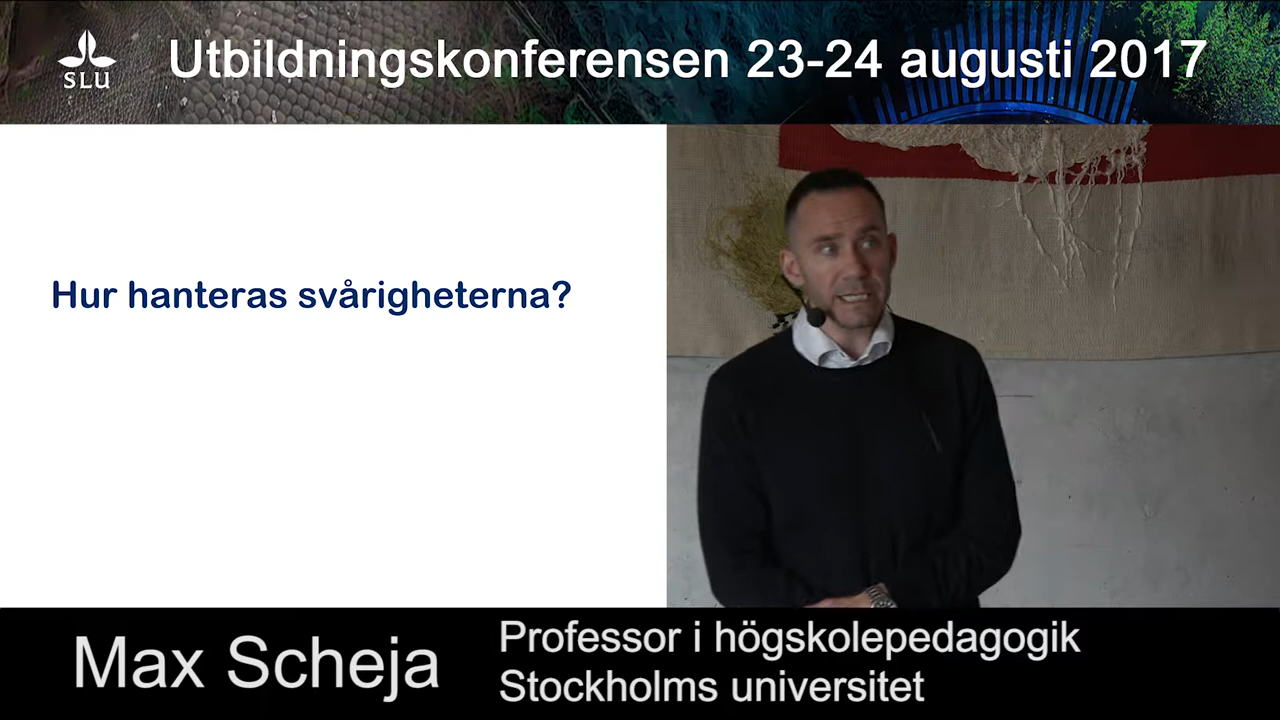 SLU
Utbildningskonferensen 23-24 augusti 2017
Hur hanteras svårigheterna?
Max Scheja
Professor i högskolepedagogik
Stockholms universitet